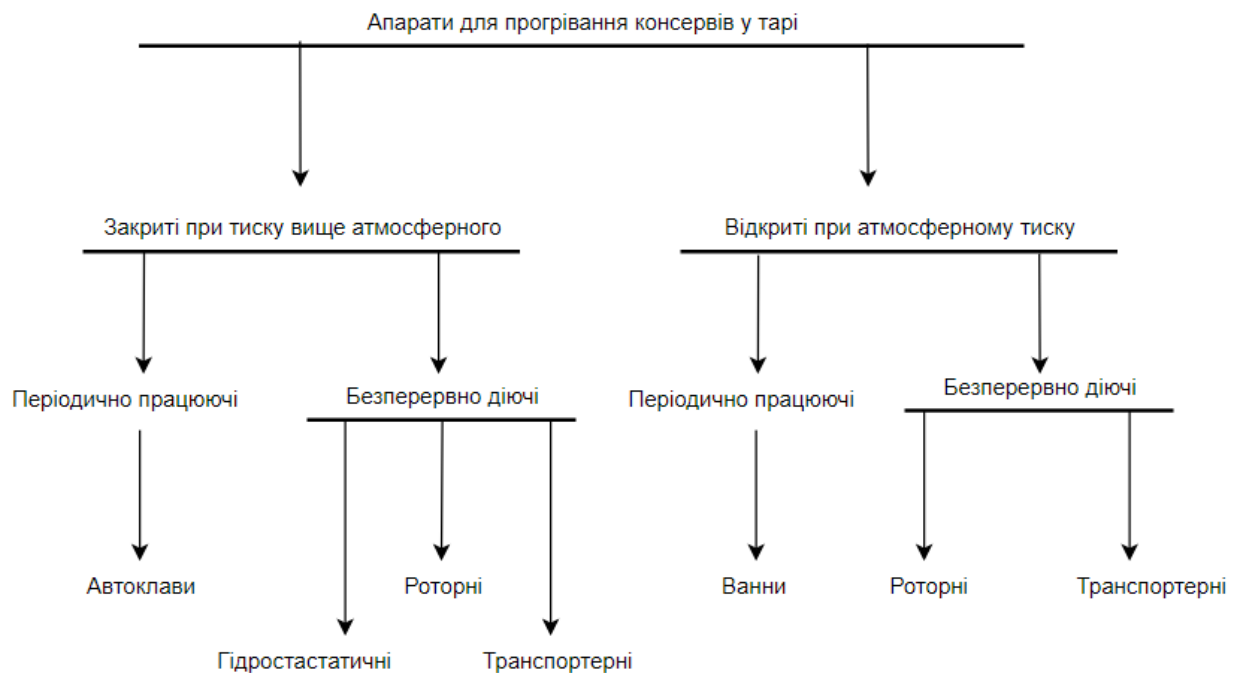 Апарати для прогрівання консервів у тарі
Закриті при тиску вище атмосферного
Відкриті при атмосферному тиску
Періодично працюючі
Безперервно діючі
Періодично працюючі
Безперервно діючі
Автоклави
Роторні
Ванни
Роторні
Транспортерні
Гідростастатичні
Транспортерні